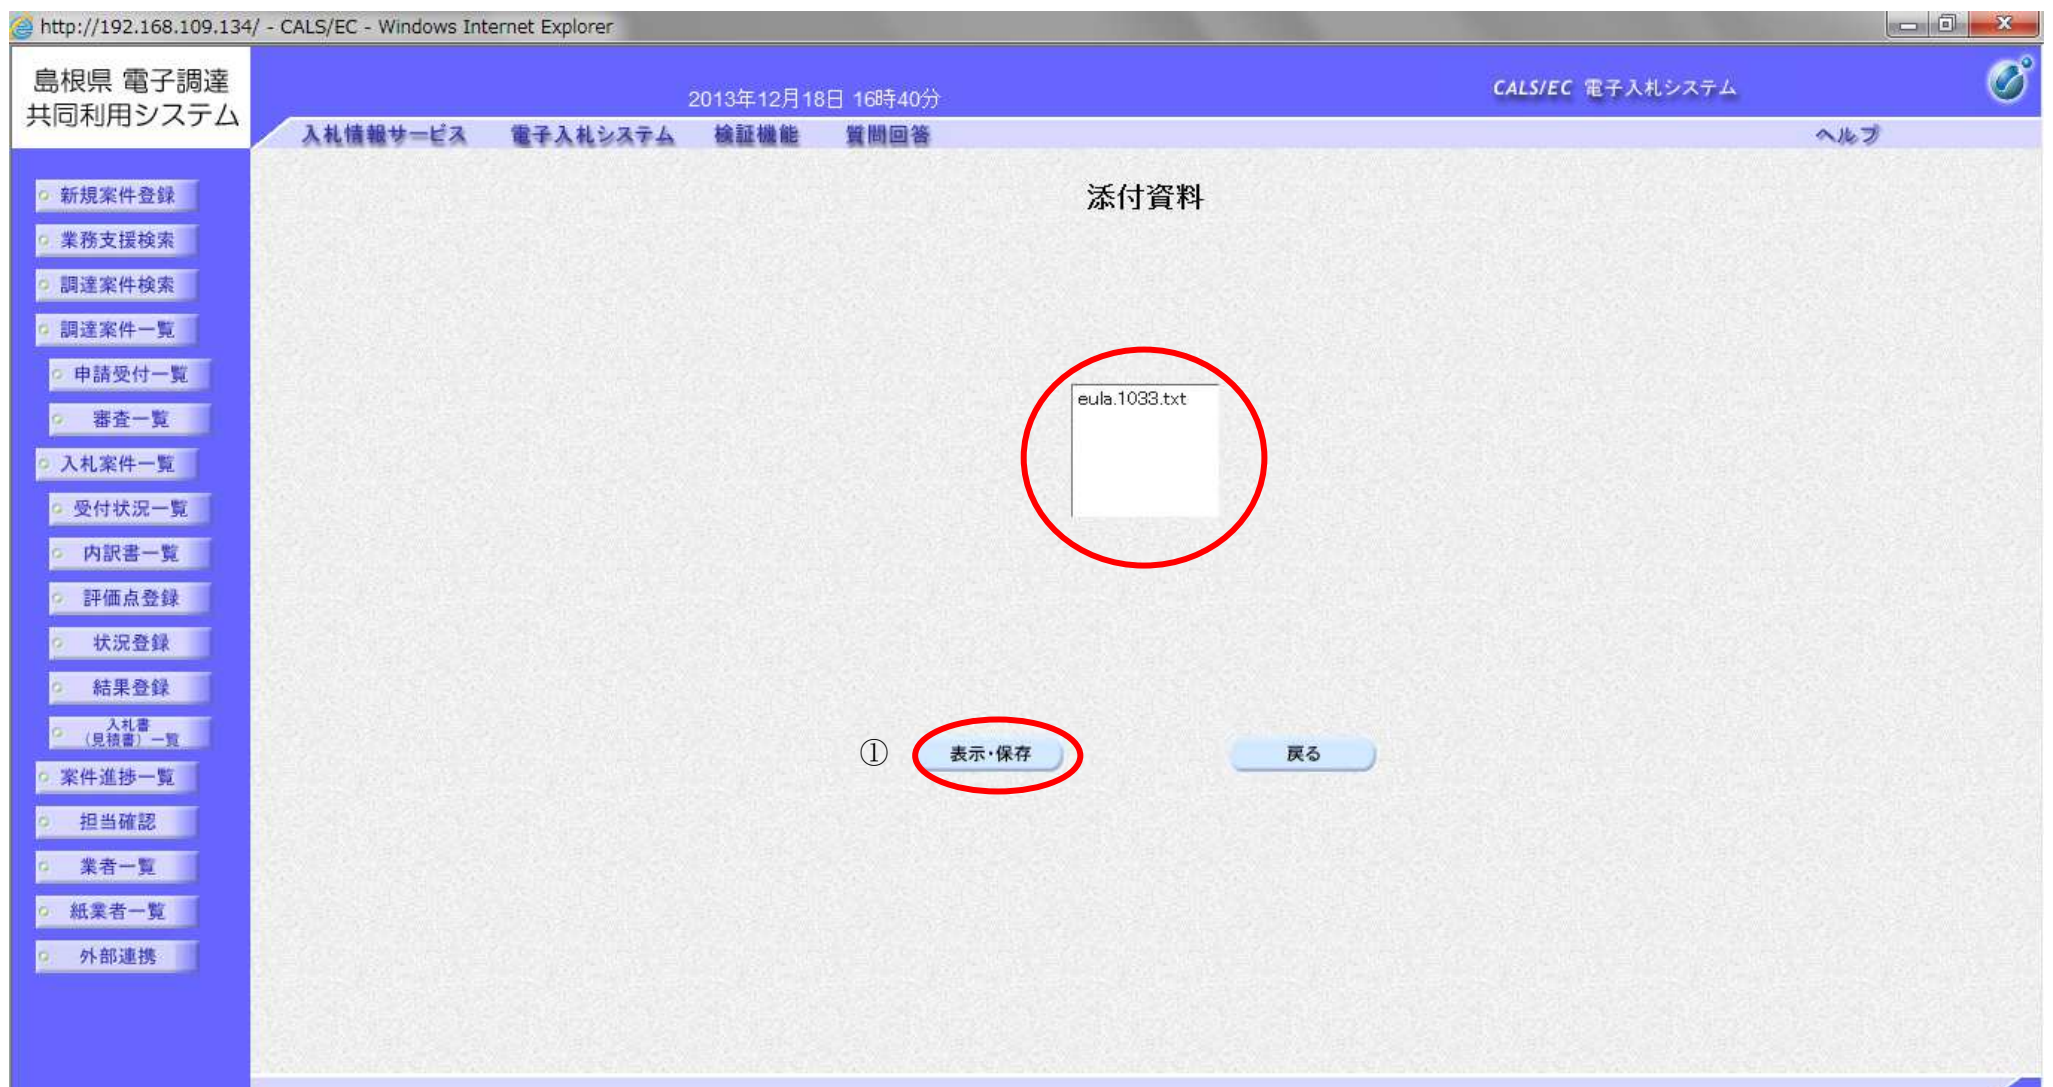 http://192.168.109.134/ - CALS/EC - Windows Internet Explorer
島根県 電子調達
共同利用システム
2013年12月18日 16時40分
CALS/EC 電子入札システム
入札情報サービス 電子入札システム 検証機能 質問回答 ヘルプ
新規案件登録
業務支援検索
調達案件検索
調達案件一覧
申請受付一覧
審査一覧
入札案件一覧
受付状況一覧
内訳書一覧
評価点登録
状況登録
結果登録
入札書
(見積書)一覧
案件進捗一覧
担当確認
業者一覧
紙業者一覧
外部連携
添付資料
eula.1033.txt
① 表示・保存 戻る